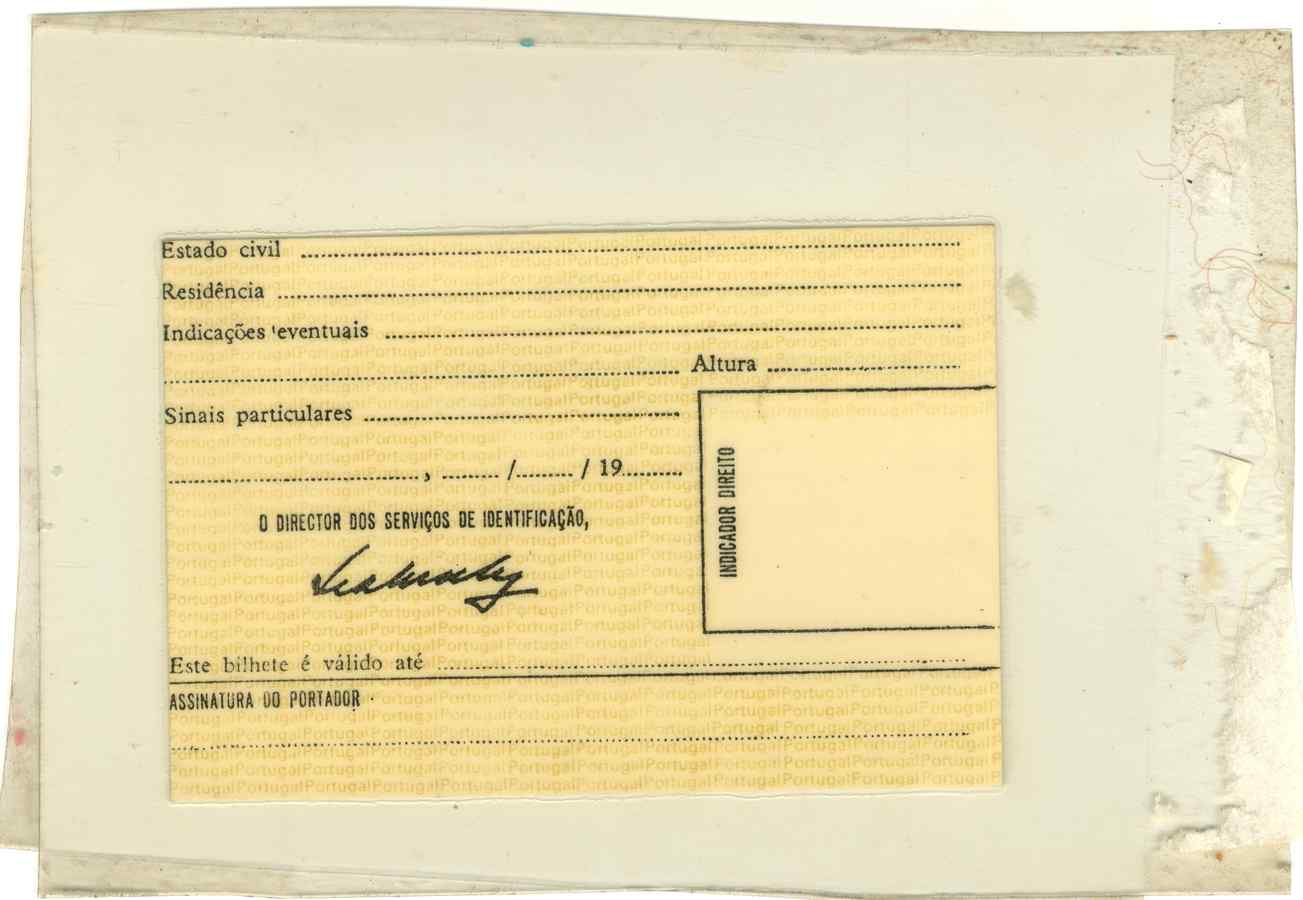 Estado civil
Residência
Indicações eventuais
Altura
Sinais particulares
, / / 19
O DIRECTOR DOS SERVIÇOS DE IDENTIFICAÇÃO,
INDICADOR DIREITO
Este bilhete é válido até
ASSINATURA DO PORTADOR